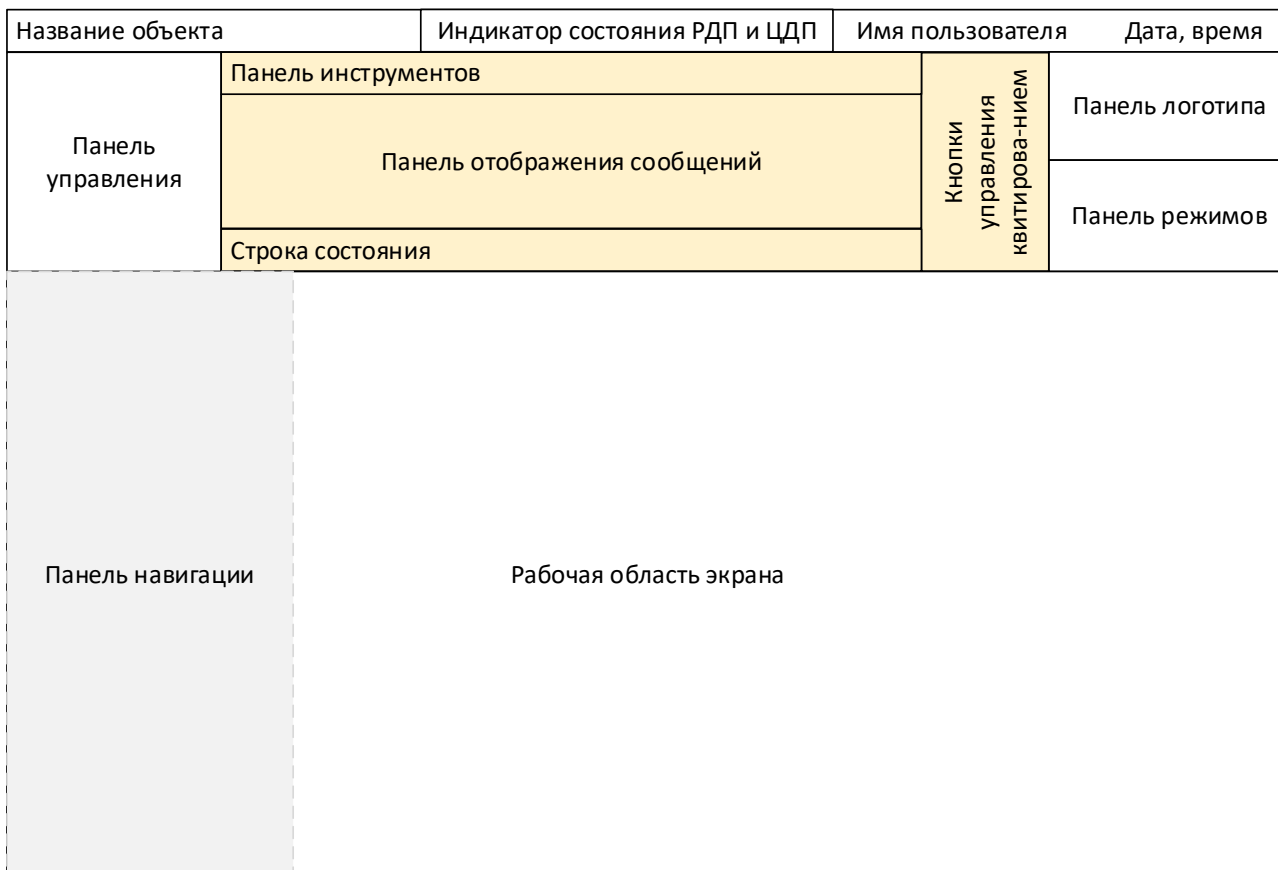 Название объекта
Индикатор состояния РДП и ЦДП
Имя пользователя
Дата, время
Панель
управления
Панель инструментов
Панель отображения сообщений
Строка состояния
Кнопки
управления
квитирова-нием
Панель логотипа
Панель режимов
Панель навигации
Рабочая область экрана